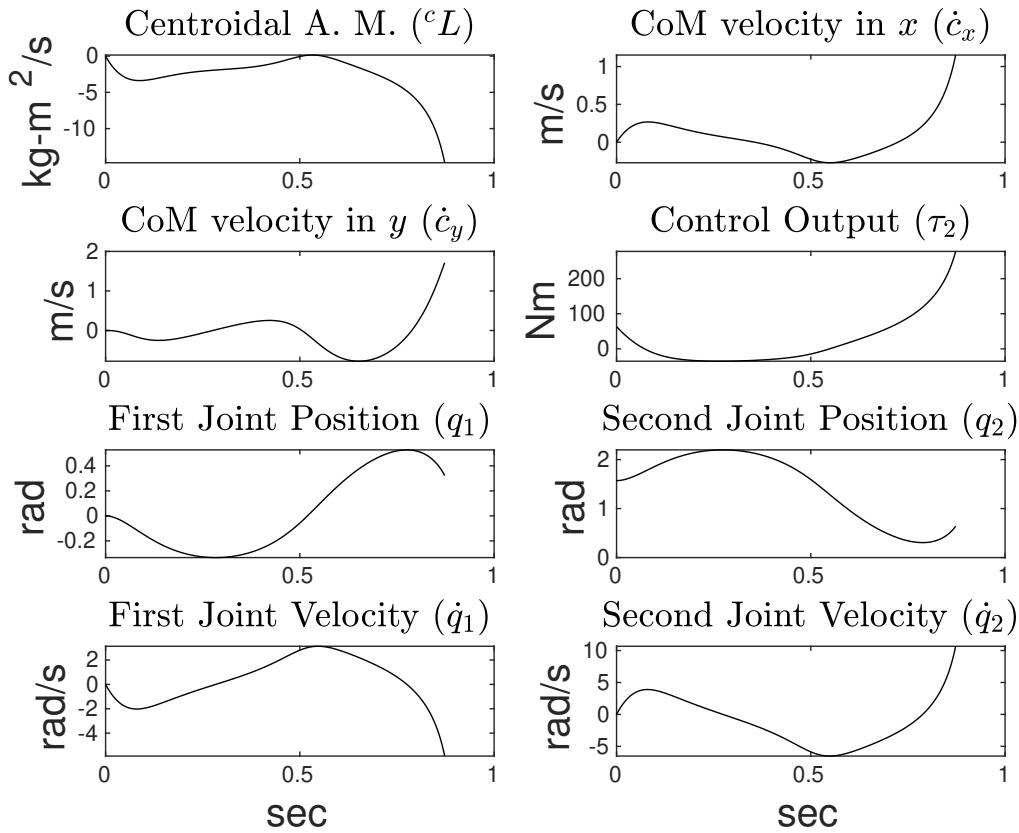 Centroidal A. M. (ᶜL)
kg-m²/s
0
-5
-10
0 0.5 1
CoM velocity in x (ċₓ)
m/s
1
0.5
0
0 0.5 1
CoM velocity in y (ċ_y)
m/s
2
1
0
0 0.5 1
Control Output (τ₂)
Nm
200
100
0
0 0.5 1
First Joint Position (q₁)
rad
0.4
0.2
0
-0.2
0 0.5 1
Second Joint Position (q₂)
rad
2
1
0
0 0.5 1
First Joint Velocity (q̇₁)
rad/s
2
0
-2
-4
0 0.5 1
sec
Second Joint Velocity (q̇₂)
rad/s
10
5
0
-5
0 0.5 1
sec